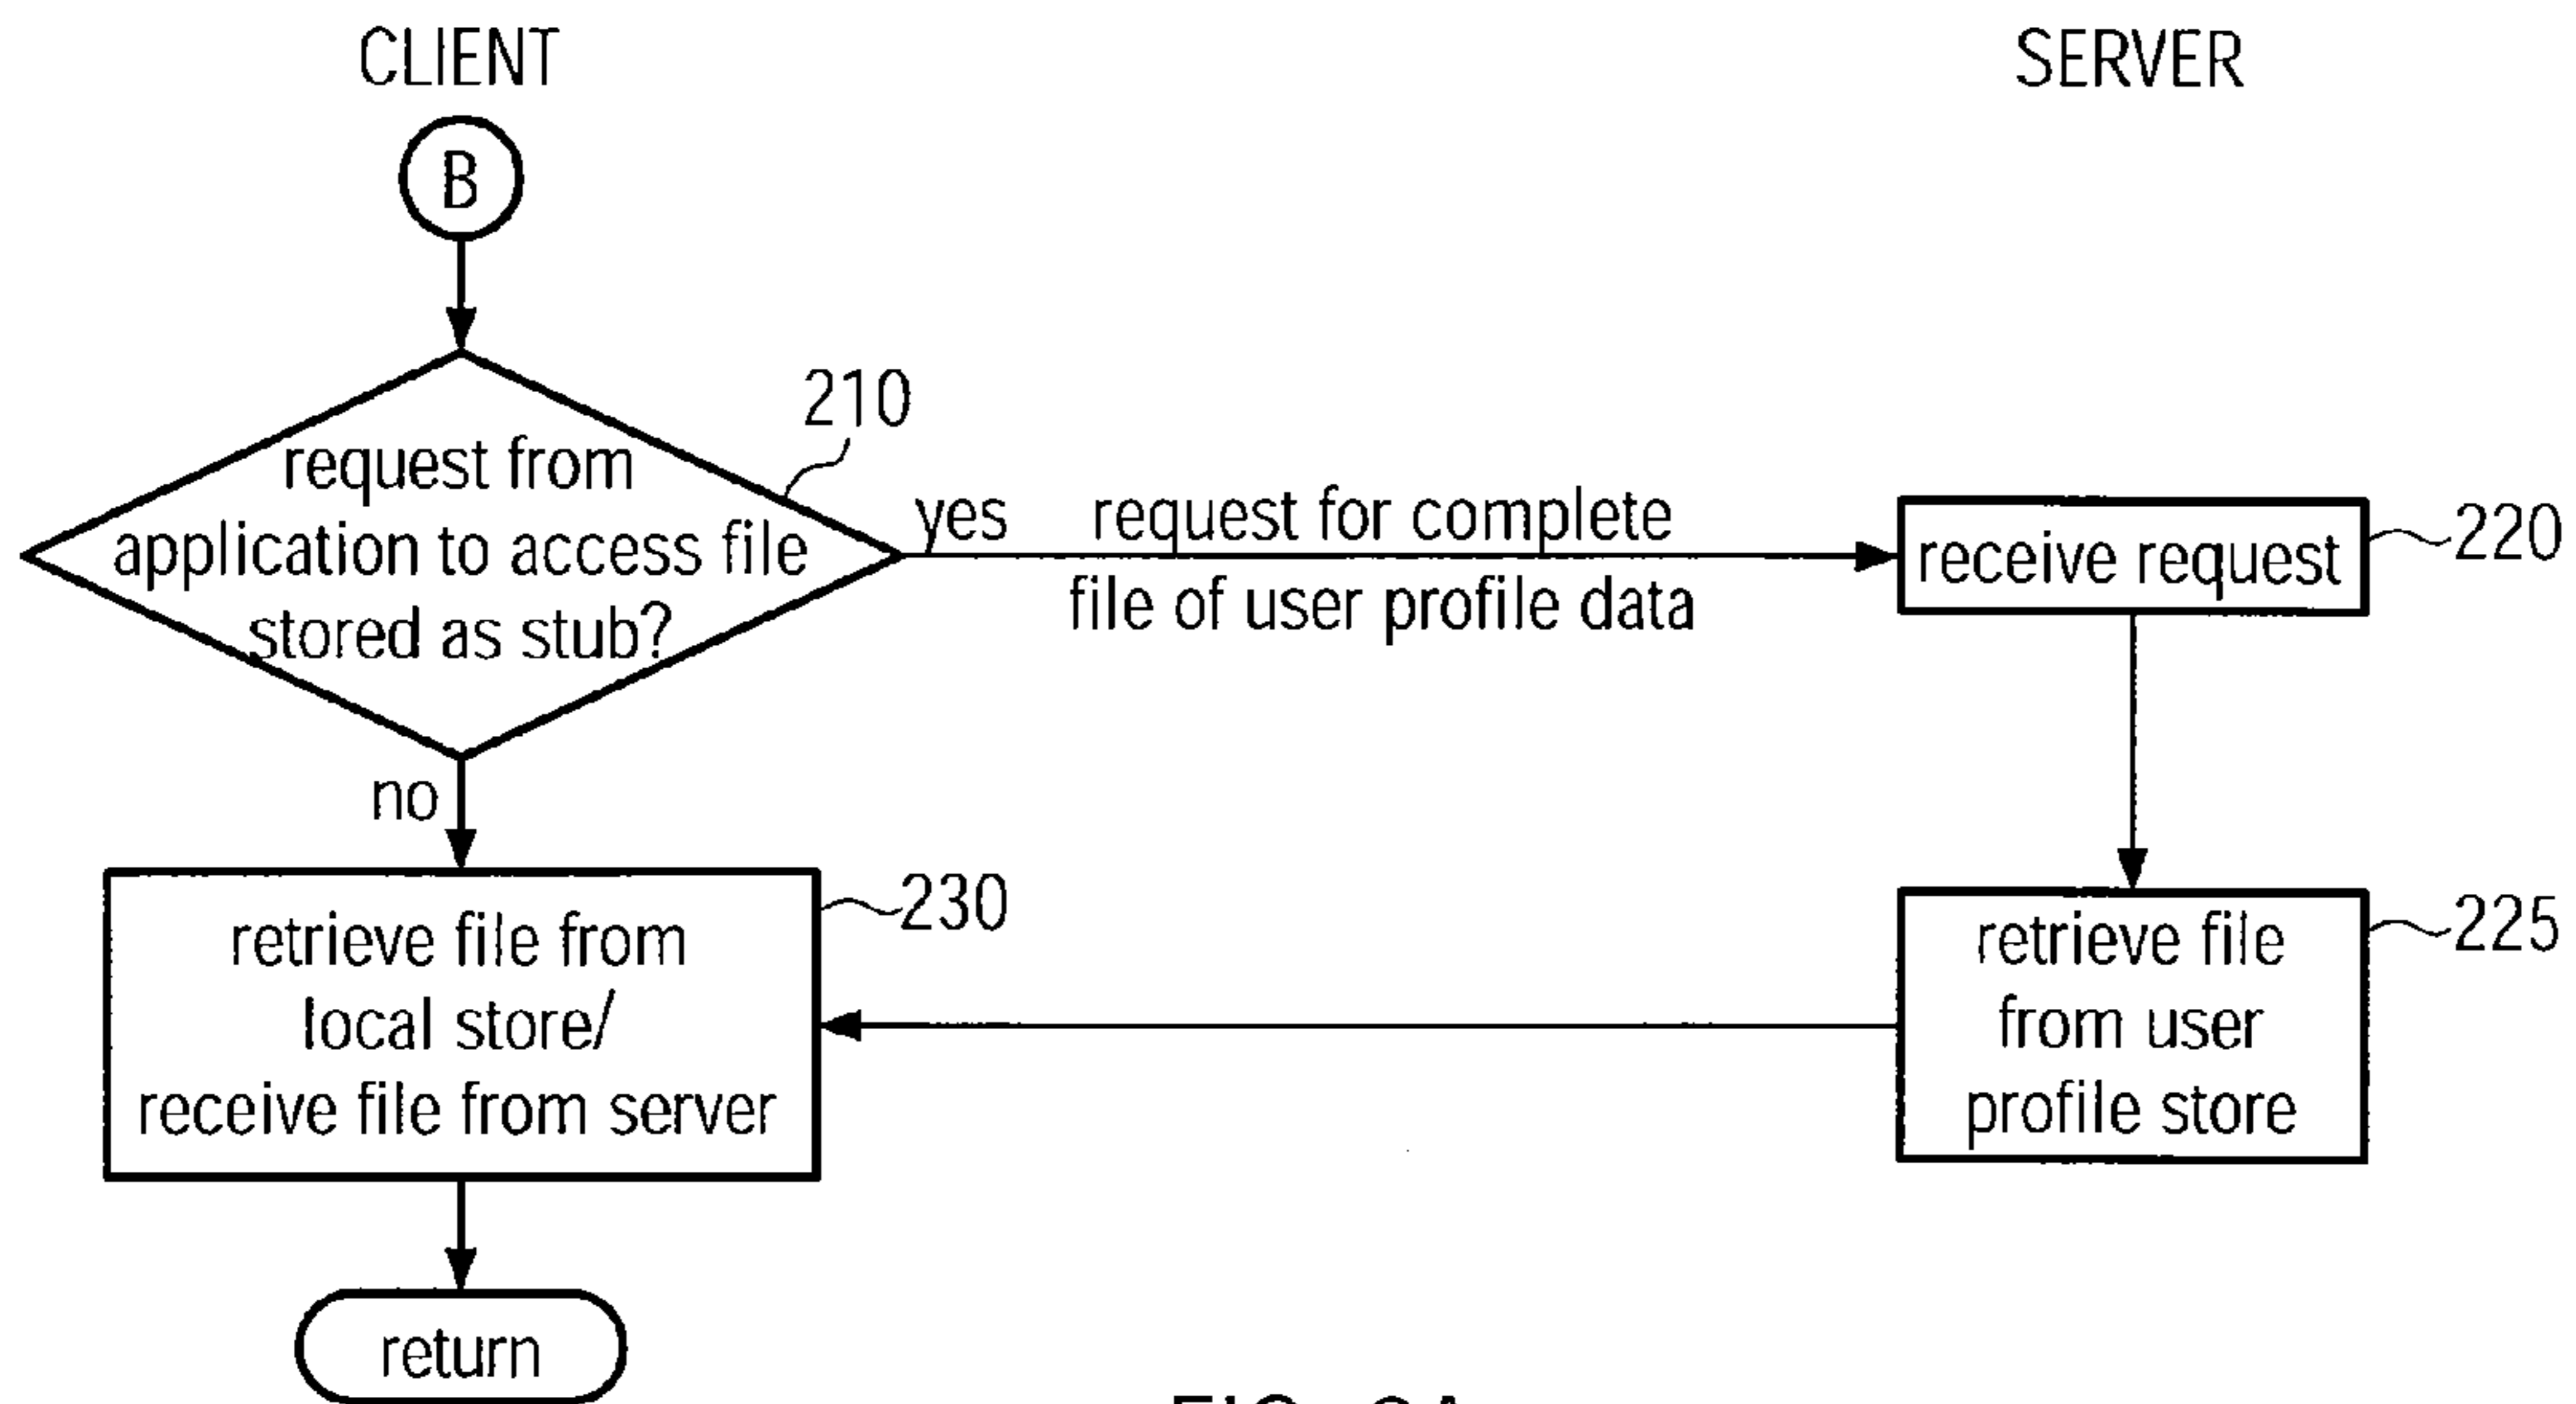 CLIENT
SERVER
B
210
request from
application to access file
stored as stub?
yes
request for complete
file of user profile data
receive request
220
no
230
retrieve file from
local store/
receive file from server
225
retrieve file
from user
profile store
return